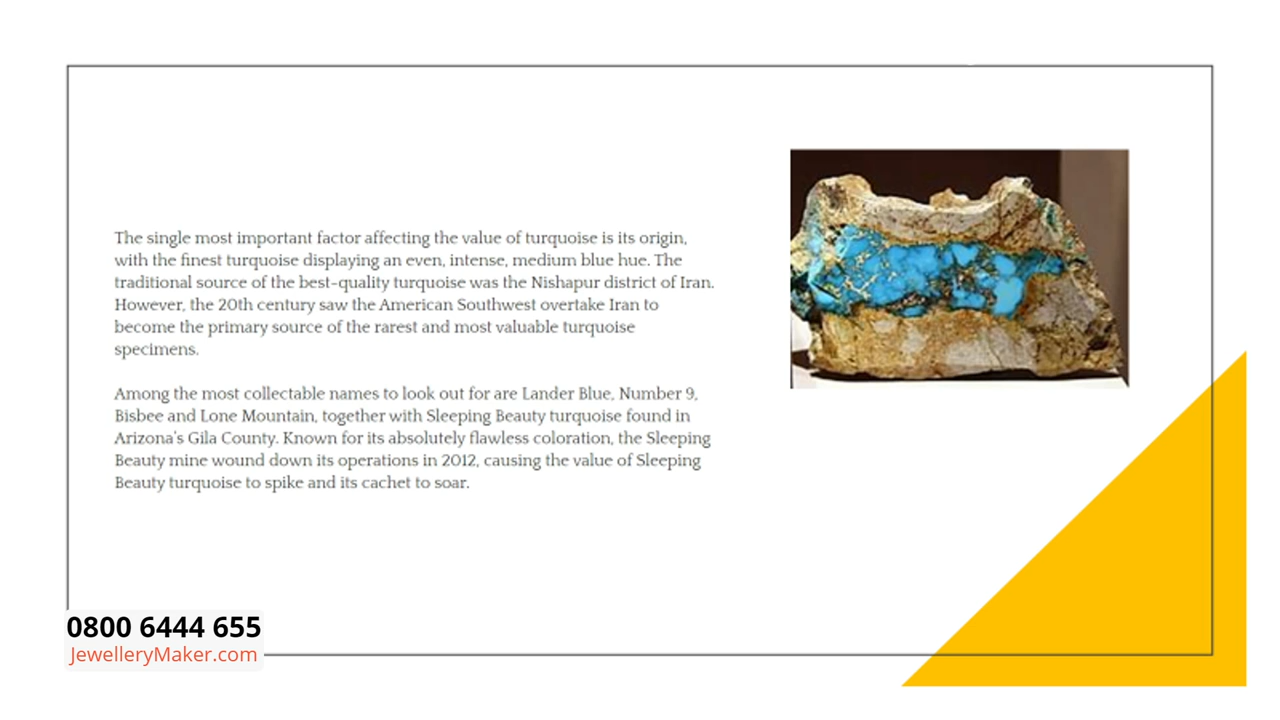 The single most important factor affecting the value of turquoise is its origin,
with the finest turquoise displaying an even, intense, medium blue hue. The
traditional source of the best-quality turquoise was the Nishapur district of Iran.
However, the 20th century saw the American Southwest overtake Iran to
become the primary source of the rarest and most valuable turquoise
specimens.
Among the most collectable names to look out for are Lander Blue, Number 9,
Bisbee and Lone Mountain, together with Sleeping Beauty turquoise found in
Arizona's Gila County. Known for its absolutely flawless coloration, the Sleeping
Beauty mine wound down its operations in 2012, causing the value of Sleeping
Beauty turquoise to spike and its cachet to soar.
0800 6444 655
JewelleryMaker.com